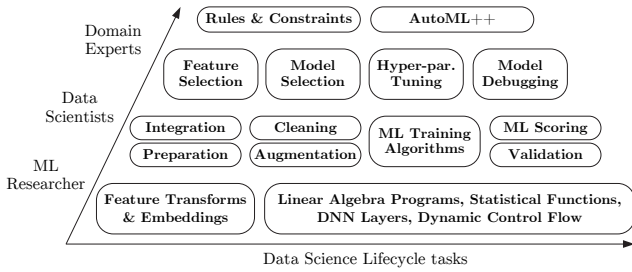 Domain
Experts
Rules & Constraints
AutoML++
Feature
Selection
Model
Selection
Hyper-par.
Tuning
Model
Debugging
Data
Scientists
Integration
Cleaning
ML Training
Algorithms
ML Scoring
Preparation
Augmentation
Validation
ML
Researcher
Feature Transforms
& Embeddings
Linear Algebra Programs, Statistical Functions,
DNN Layers, Dynamic Control Flow
Data Science Lifecycle tasks